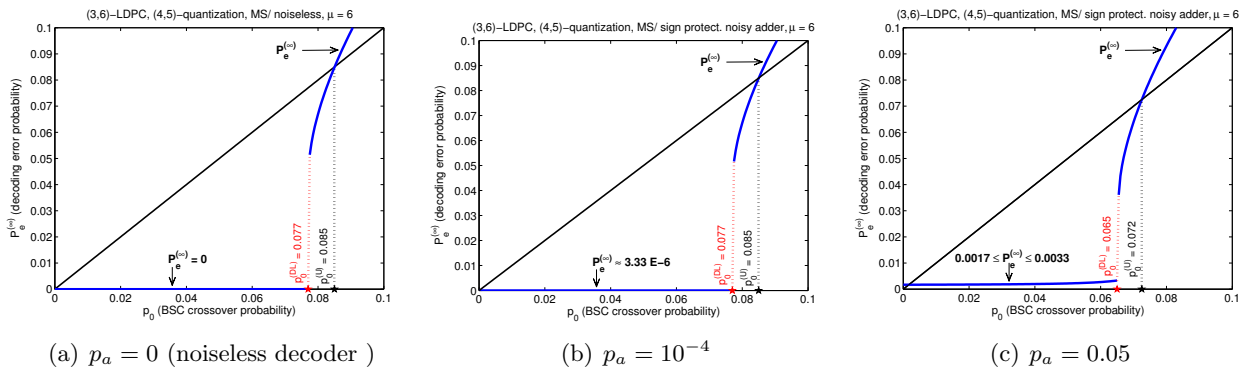 (3,6)−LDPC, (4,5)−quantization, MS/ noiseless, μ = 6
P_e^(∞) (decoding error probability)
0.1
0.09
0.08
0.07
0.06
0.05
0.04
0.03
0.02
0.01
0
P_e^(∞)
P_e^(∞) = 0
p_0^(DL) = 0.077
p_0^(U) = 0.085
0 0.02 0.04 0.06 0.08 0.1
p_0 (BSC crossover probability)
(a) p_a = 0 (noiseless decoder )
(3,6)−LDPC, (4,5)−quantization, MS/ sign protect. noisy adder, μ = 6
P_e^(∞) (decoding error probability)
0.1
0.09
0.08
0.07
0.06
0.05
0.04
0.03
0.02
0.01
0
P_e^(∞)
P_e^(∞) ≈ 3.33 E−6
p_0^(DL) = 0.077
p_0^(U) = 0.085
0 0.02 0.04 0.06 0.08 0.1
p_0 (BSC crossover probability)
(b) p_a = 10^−4
(3,6)−LDPC, (4,5)−quantization, MS/ sign protect. noisy adder, μ = 6
P_e^(∞) (decoding error probability)
0.1
0.09
0.08
0.07
0.06
0.05
0.04
0.03
0.02
0.01
0
P_e^(∞)
0.0017 ≤ P_e^(∞) ≤ 0.0033
p_0^(DL) = 0.065
p_0^(U) = 0.072
0 0.02 0.04 0.06 0.08 0.1
p_0 (BSC crossover probability)
(c) p_a = 0.05